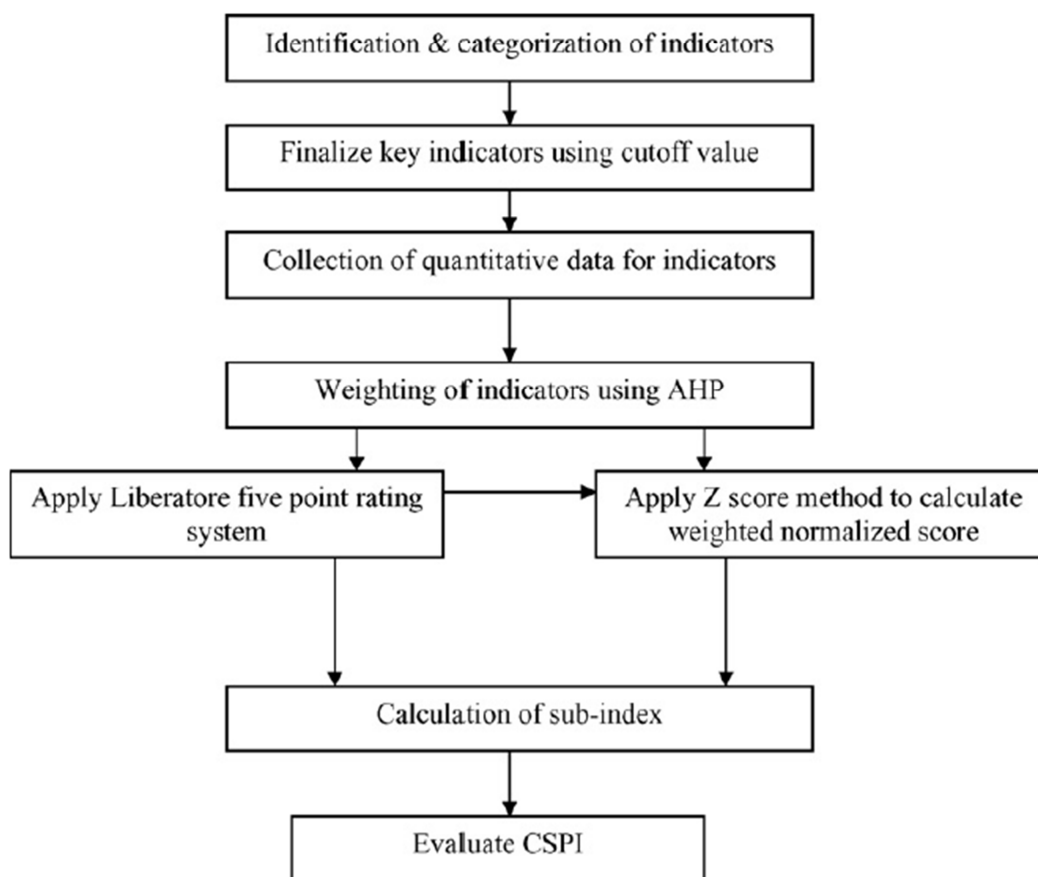 Identification & categorization of indicators
Finalize key indicators using cutoff value
Collection of quantitative data for indicators
Weighting of indicators using AHP
Apply Liberatore five point rating
system
Apply Z score method to calculate
weighted normalized score
Calculation of sub-index
Evaluate CSPI